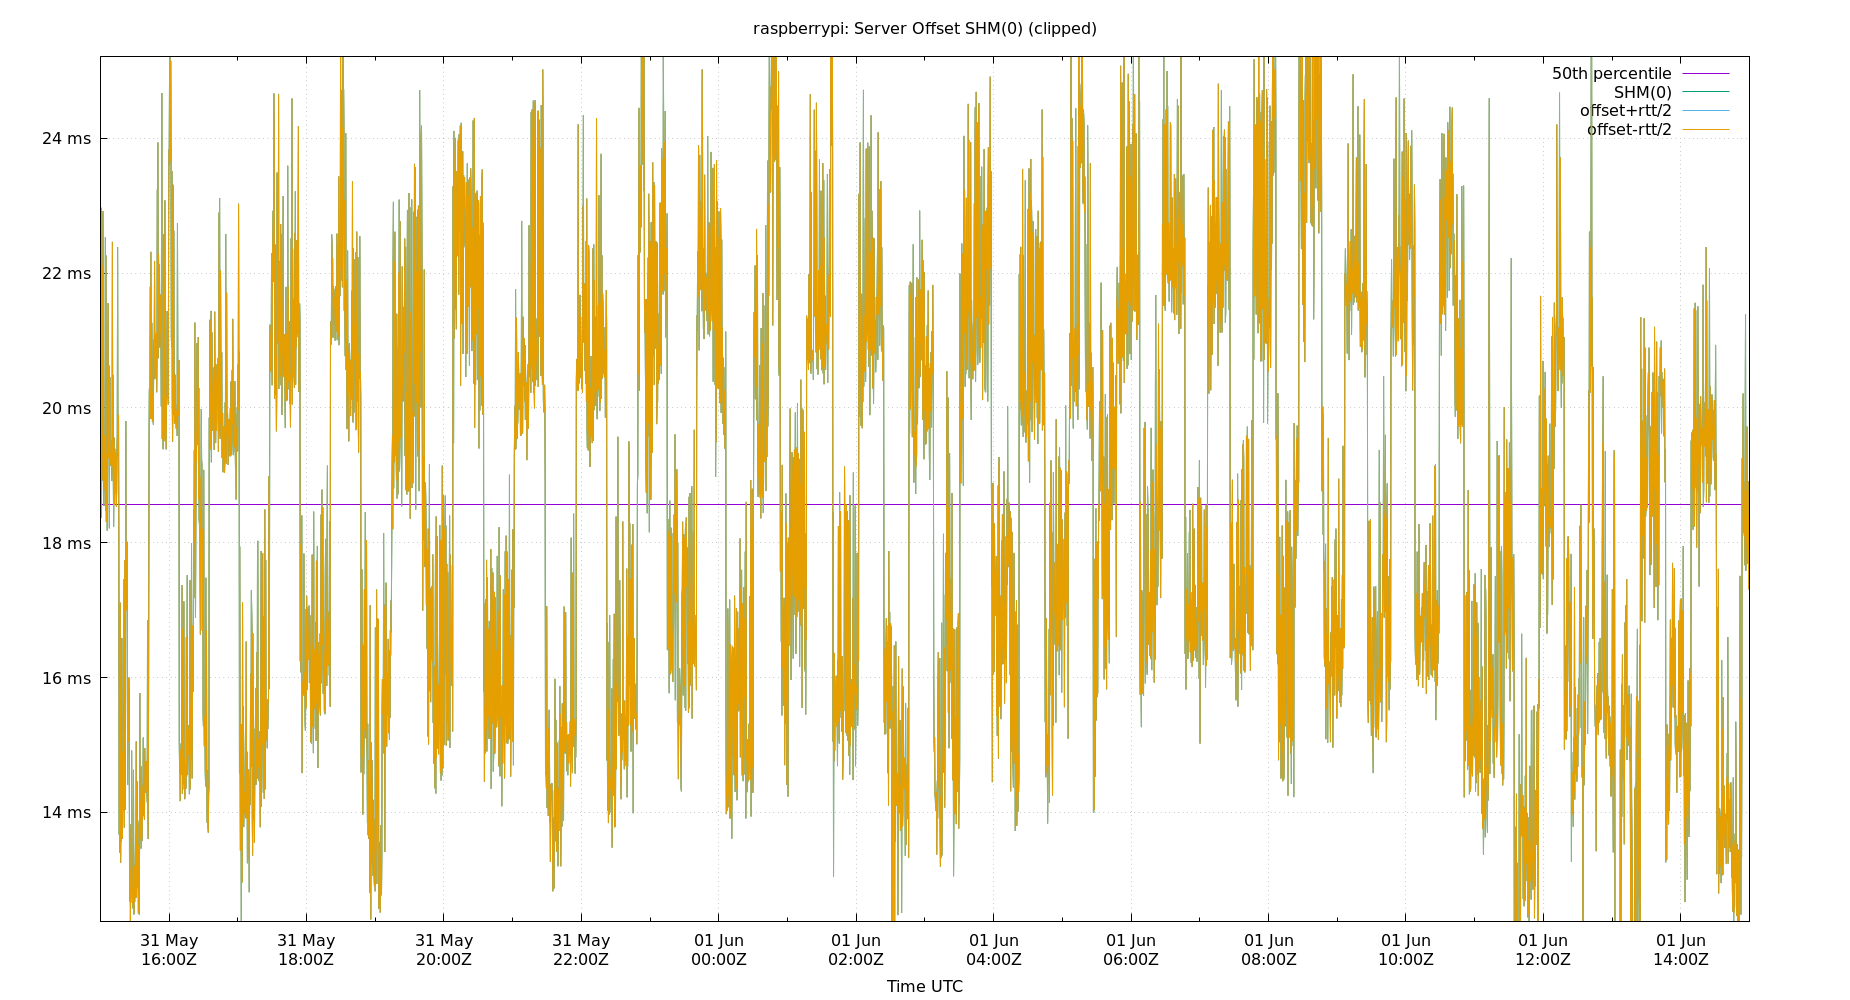 raspberrypi: Server Offset SHM(0) (clipped)
50th percentile
SHM(0)
offset+rtt/2
offset-rtt/2
24 ms
22 ms
20 ms
18 ms
16 ms
14 ms
31 May 31 May 31 May 31 May 01 Jun 01 Jun 01 Jun 01 Jun 01 Jun 01 Jun 01 Jun 01 Jun
16:00Z 18:00Z 20:00Z 22:00Z 00:00Z 02:00Z 04:00Z 06:00Z 08:00Z 10:00Z 12:00Z 14:00Z
Time UTC